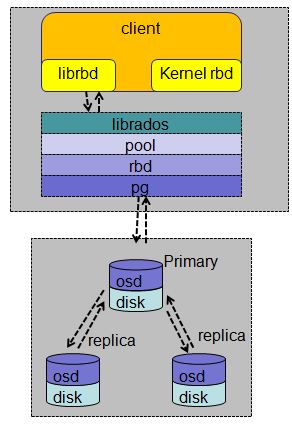 client
librbd
Kernel rbd
librados
pool
rbd
pg
Primary
osd
disk
replica
replica
osd
disk
osd
disk